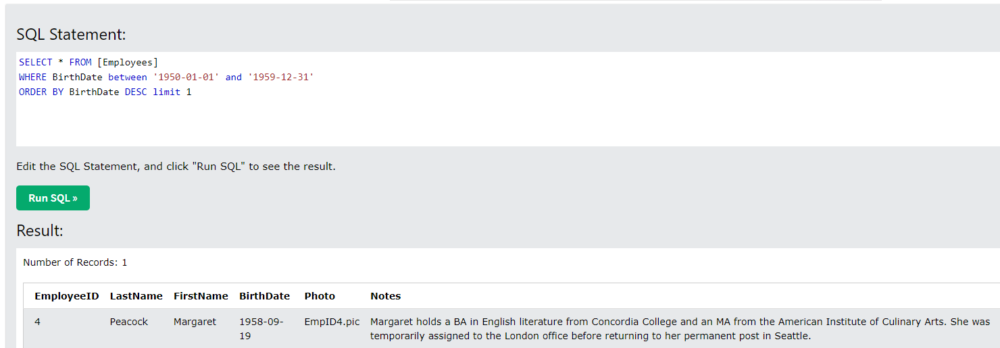 SQL Statement:
SELECT * FROM [Employees]
WHERE BirthDate between '1950-01-01' and '1959-12-31'
ORDER BY BirthDate DESC limit 1
Edit the SQL Statement, and click "Run SQL" to see the result.
Run SQL »
Result:
Number of Records: 1
EmployeeID LastName FirstName BirthDate Photo Notes
4 Peacock Margaret 1958-09- EmpID4.pic Margaret holds a BA in English literature from Concordia College and an MA from the American Institute of Culinary Arts. She was
19 temporarily assigned to the London office before returning to her permanent post in Seattle.